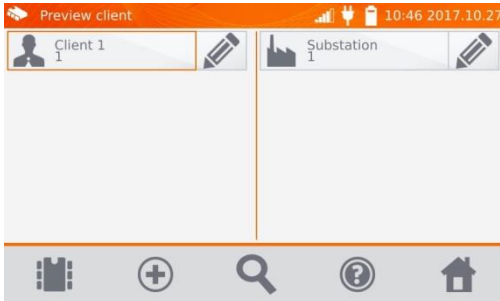 Preview client
10:46 2017.10.27
Client 1
1
Substation
1